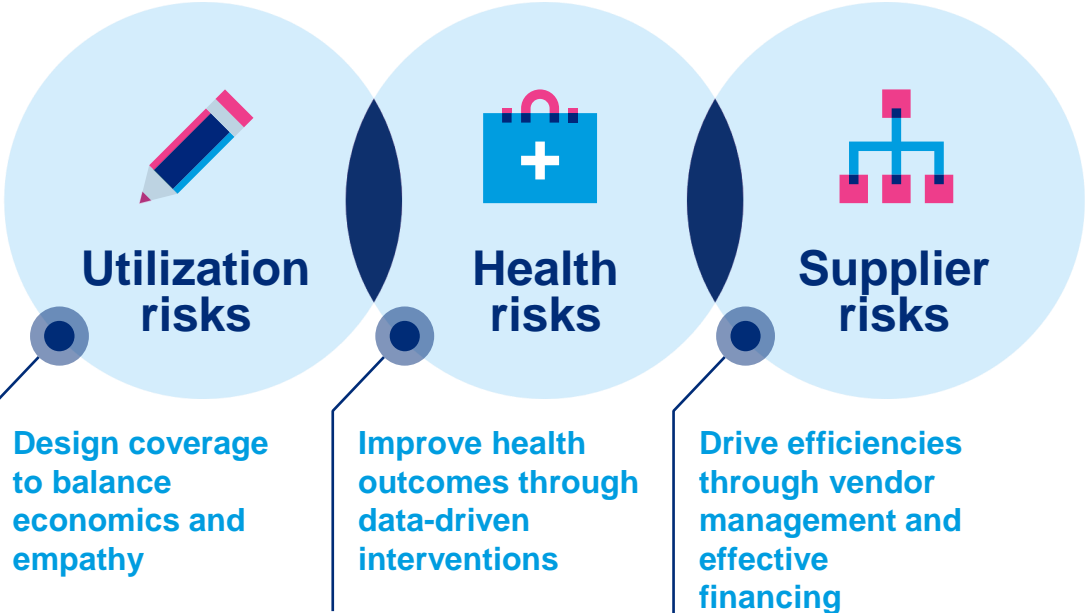 Utilization
risks
Health
risks
Supplier
risks
Design coverage
to balance
economics and
empathy
Improve health
outcomes through
data-driven
interventions
Drive efficiencies
through vendor
management and
effective
financing